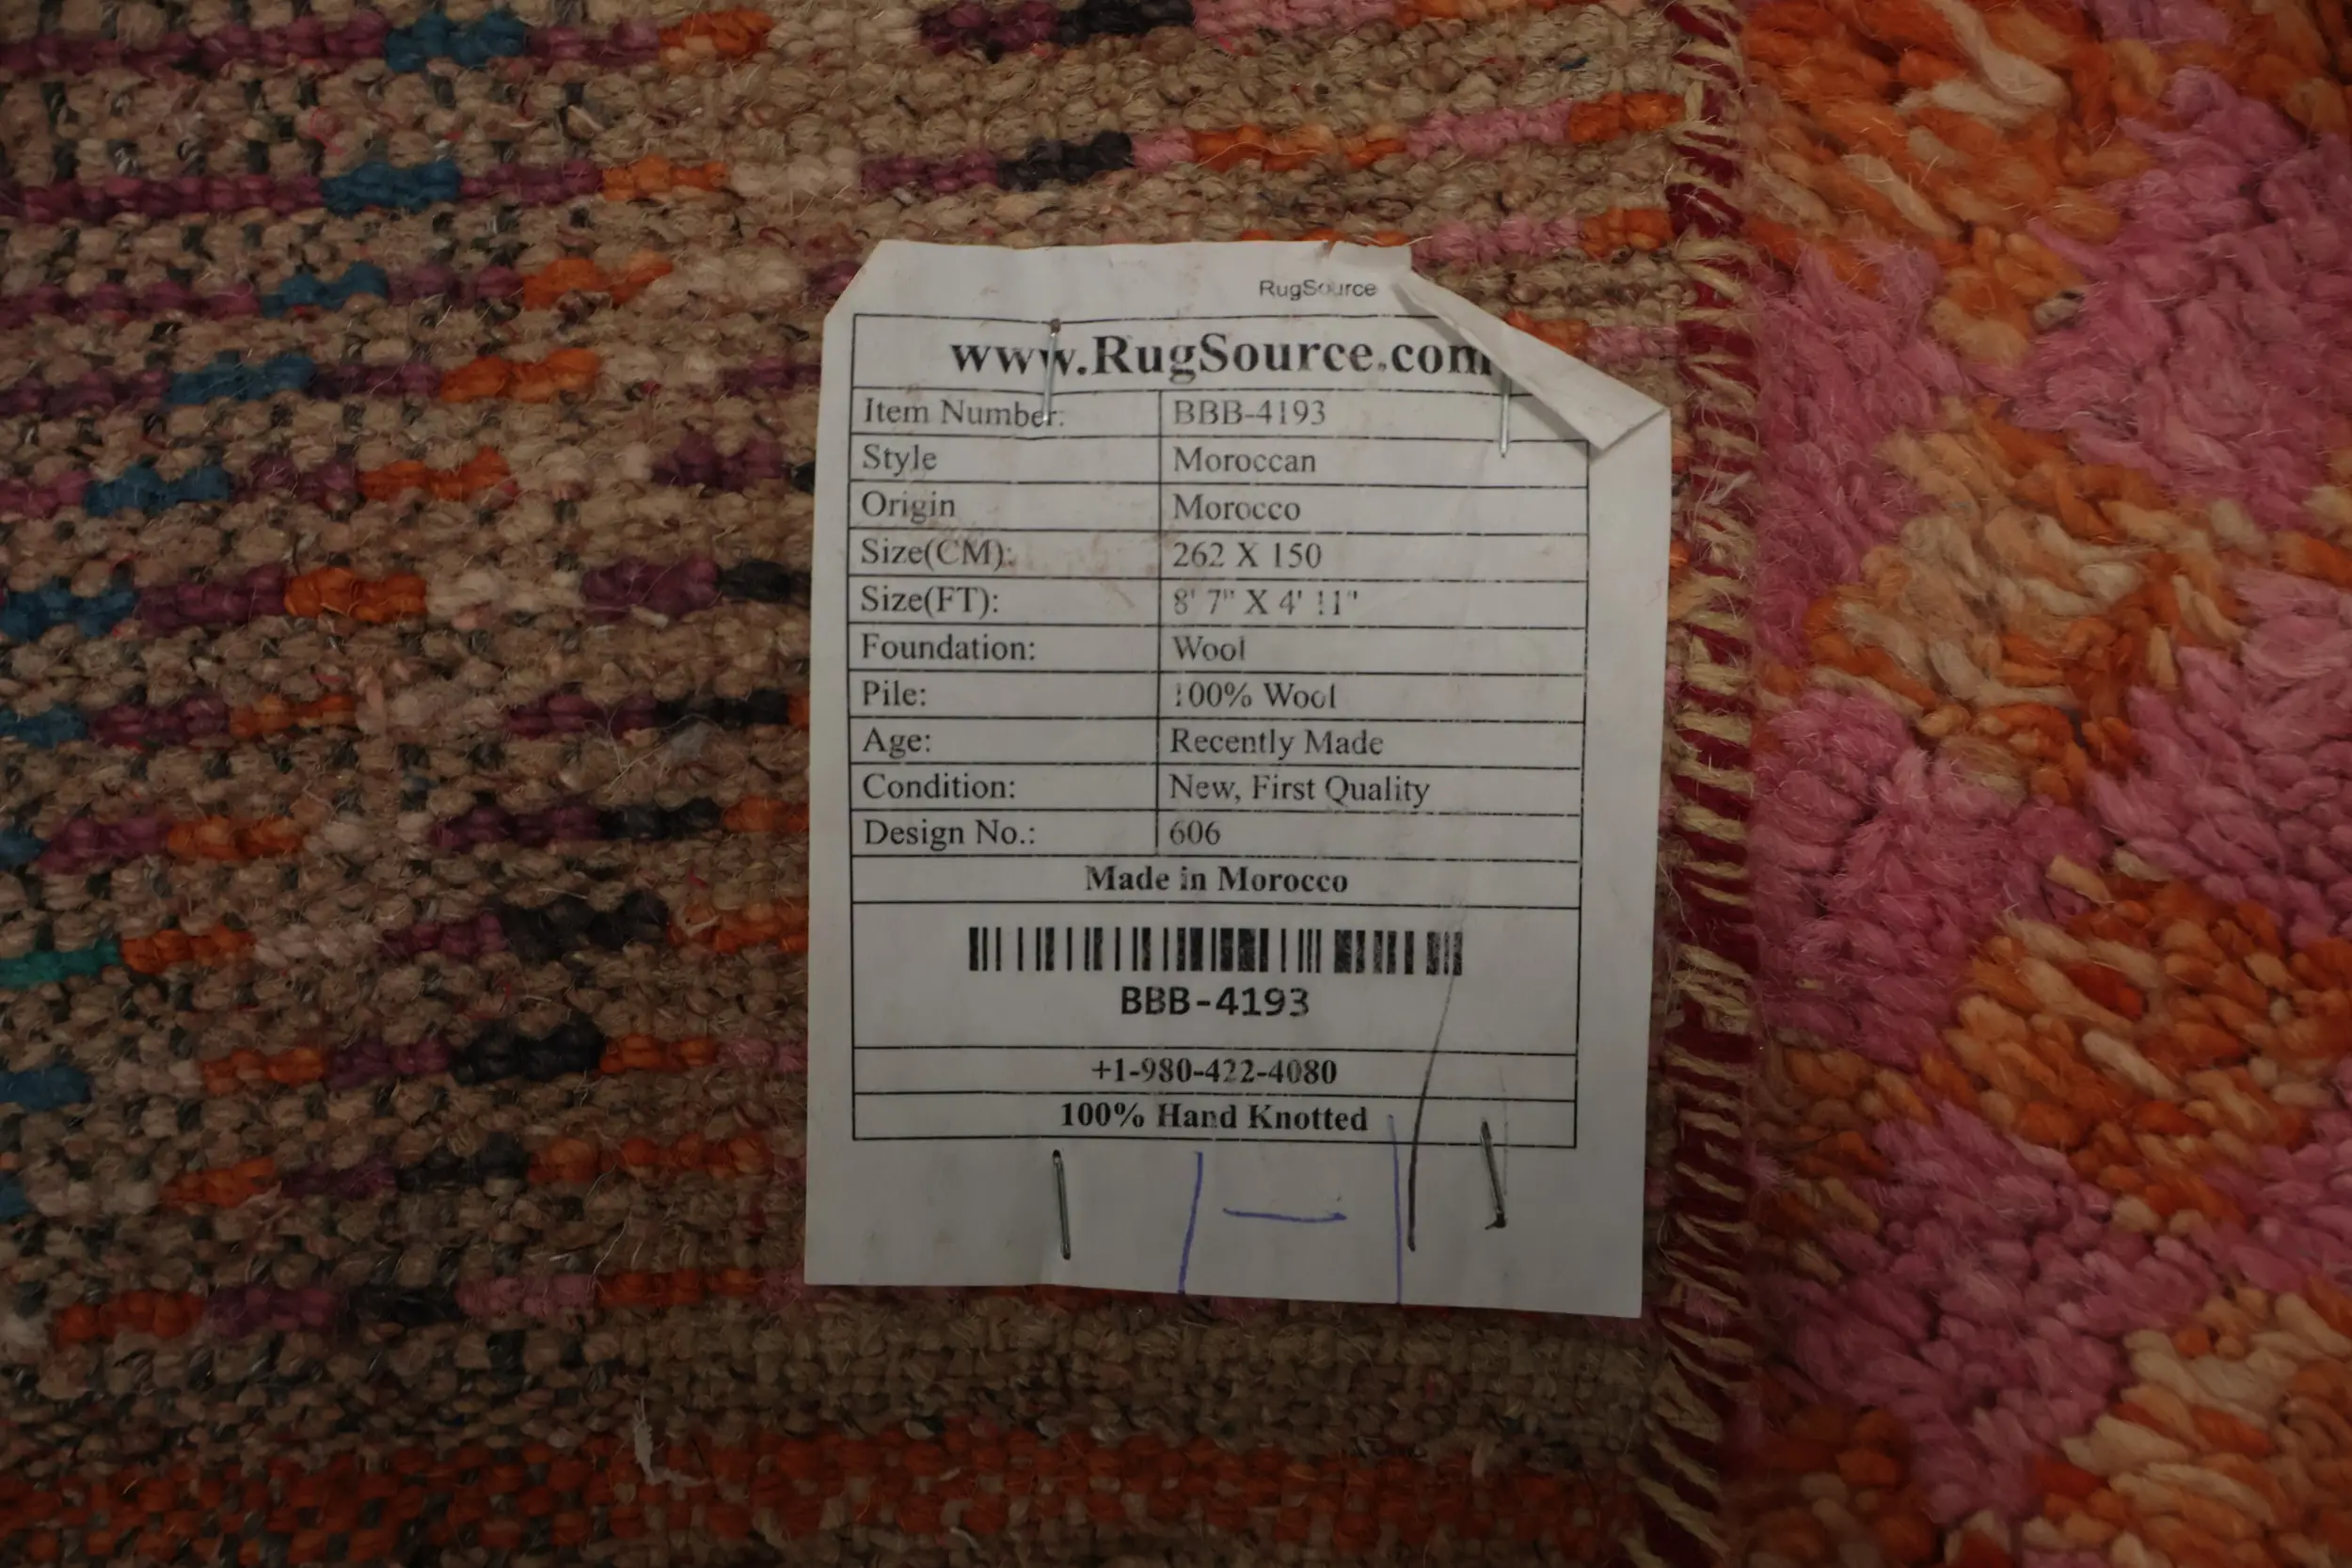 RugSource
www.RugSource.com
Item Number: BBB-4193
Style Moroccan
Origin Morocco
Size(CM): 262 X 150
Size(FT): 8' 7" X 4' 11"
Foundation: Wool
Pile: 100% Wool
Age: Recently Made
Condition: New, First Quality
Design No.: 606
Made in Morocco
BBB-4193
+1-980-422-4080
100% Hand Knotted